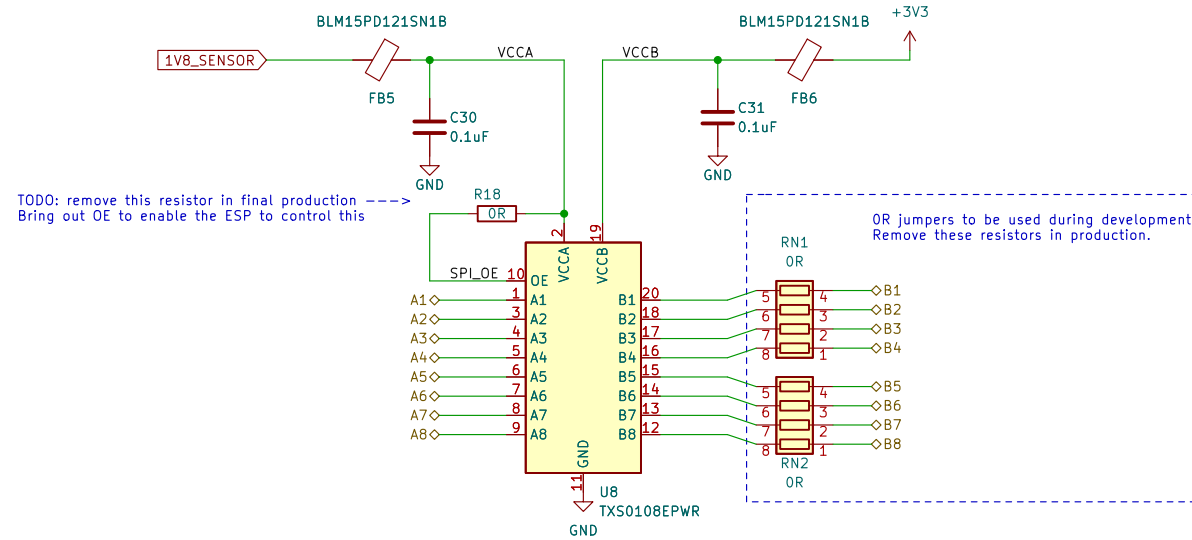 BLM15PD121SN1B
BLM15PD121SN1B
+3V3
1V8_SENSOR
VCCA
VCCB
FB5
FB6
C30
0.1uF
C31
0.1uF
GND
GND
TODO: remove this resistor in final production --->
Bring out OE to enable the ESP to control this
R18
0R
0R jumpers to be used during development
Remove these resistors in production.
2
19
VCCA
VCCB
RN1
0R
SPI_OE
10
OE
A1
1
A1
B1
20
5
4
B1
A2
3
A2
B2
18
6
3
B2
A3
4
A3
B3
17
7
2
B3
A4
5
A4
B4
16
8
1
B4
A5
6
A5
B5
15
5
4
B5
A6
7
A6
B6
14
6
3
B6
A7
8
A7
B7
13
7
2
B7
A8
9
A8
B8
12
8
1
B8
GND
11
RN2
0R
U8
TXS0108EPWR
GND